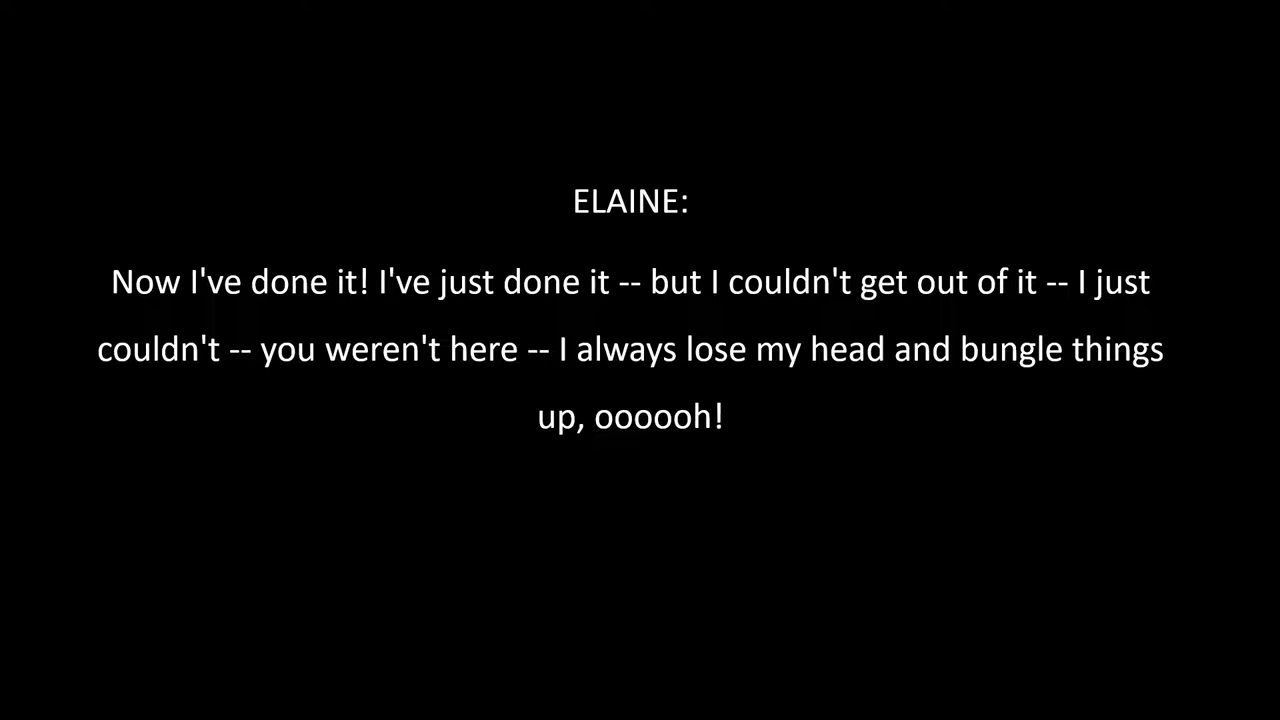 ELAINE:
Now I've done it! I've just done it -- but I couldn't get out of it -- I just
couldn't -- you weren't here -- I always lose my head and bungle things
up, oooooh!